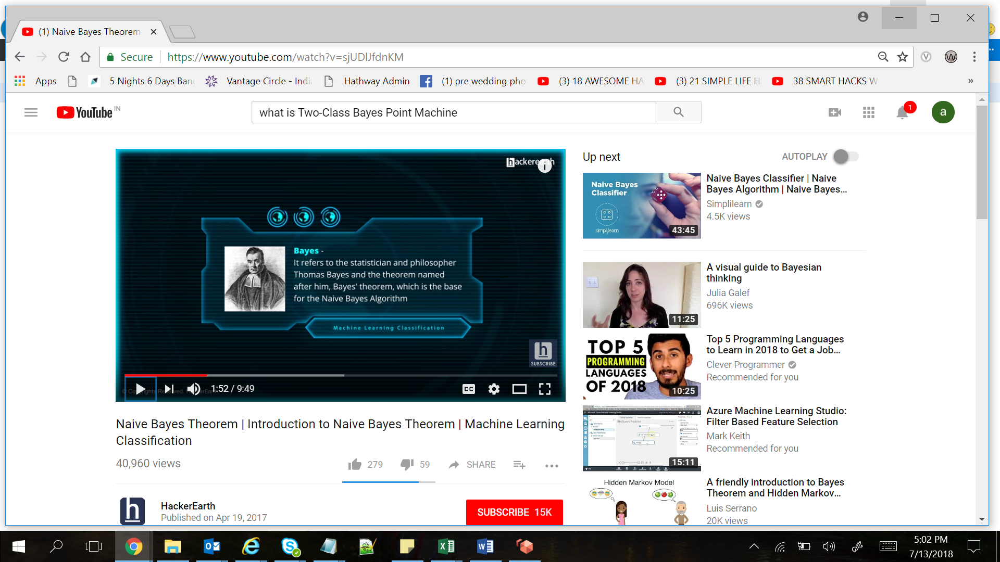 (1) Naive Bayes Theorem
Secure https://www.youtube.com/watch?v=sjUDlJfdnKM
Apps 5 Nights 6 Days Bang Vantage Circle - India Hathway Admin (1) pre wedding pho (3) 18 AWESOME HA (3) 21 SIMPLE LIFE H 38 SMART HACKS W »
YouTube IN
what is Two-Class Bayes Point Machine
1
a
hackerearth
Bayes -
It refers to the statistician and philosopher
Thomas Bayes and the theorem named
after him, Bayes' theorem, which is the base
for the Naive Bayes Algorithm
Machine Learning Classification
h
SUBSCRIBE
1:52 / 9:49
CC
Naive Bayes Theorem | Introduction to Naive Bayes Theorem | Machine Learning
Classification
40,960 views
279 59 SHARE
h
HackerEarth
Published on Apr 19, 2017
SUBSCRIBE 15K
Up next
AUTOPLAY
Naive Bayes
Classifier
simplilearn
43:45
Naive Bayes Classifier | Naive
Bayes Algorithm | Naive Bayes...
Simplilearn
4.5K views
11:25
A visual guide to Bayesian
thinking
Julia Galef
696K views
TOP 5
PROGRAMMING
LANGUAGES
OF 2018
10:25
Top 5 Programming Languages
to Learn in 2018 to Get a Job...
Clever Programmer
Recommended for you
15:11
Azure Machine Learning Studio:
Filter Based Feature Selection
Mark Keith
Recommended for you
Hidden Markov Model
A friendly introduction to Bayes
Theorem and Hidden Markov...
Luis Serrano
20K views
5:02 PM
7/13/2018